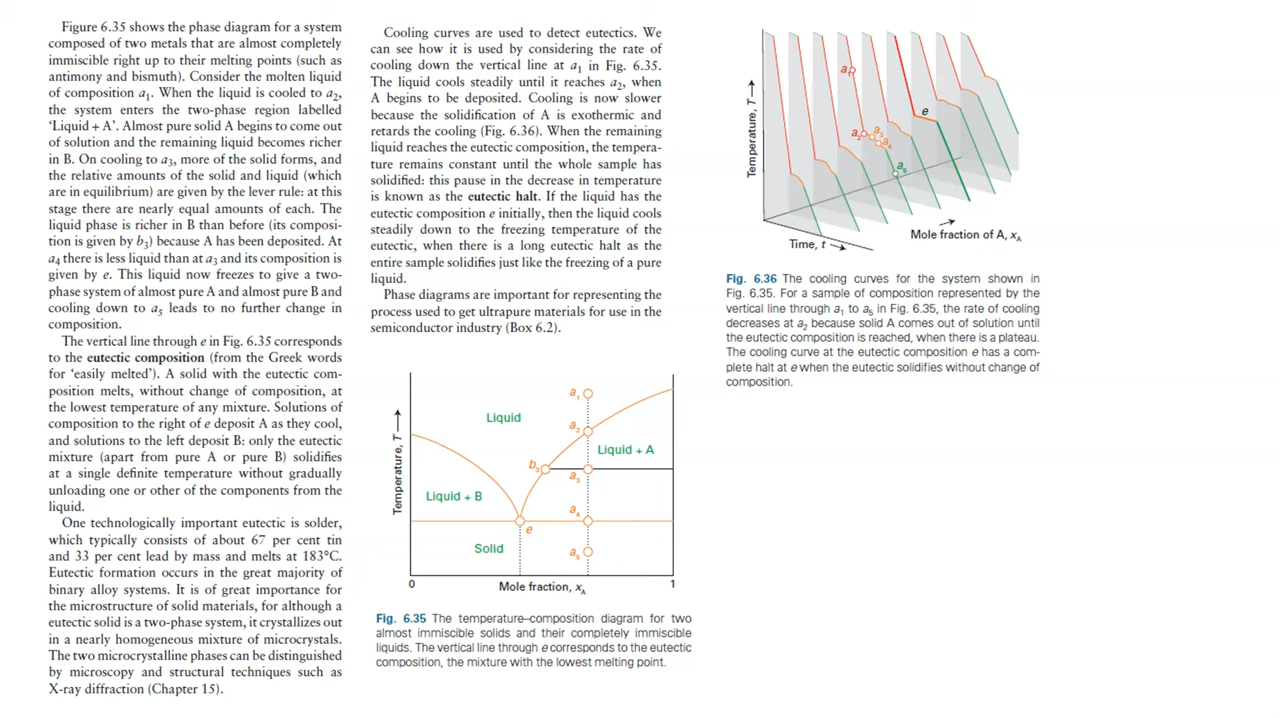 Figure 6.35 shows the phase diagram for a system
composed of two metals that are almost completely
immiscible right up to their melting points (such as
antimony and bismuth). Consider the molten liquid
of composition a₁. When the liquid is cooled to a₂,
the system enters the two-phase region labelled
‘Liquid + A’. Almost pure solid A begins to come out
of solution and the remaining liquid becomes richer
in B. On cooling to a₃, more of the solid forms, and
the relative amounts of the solid and liquid (which
are in equilibrium) are given by the lever rule: at this
stage there are nearly equal amounts of each. The
liquid phase is richer in B than before (its composi-
tion is given by b₃) because A has been deposited. At
a₄ there is less liquid than at a₃ and its composition is
given by e. This liquid now freezes to give a two-
phase system of almost pure A and almost pure B and
cooling down to a₅ leads to no further change in
composition.
The vertical line through e in Fig. 6.35 corresponds
to the eutectic composition (from the Greek words
for ‘easily melted’). A solid with the eutectic com-
position melts, without change of composition, at
the lowest temperature of any mixture. Solutions of
composition to the right of e deposit A as they cool,
and solutions to the left deposit B: only the eutectic
mixture (apart from pure A or pure B) solidifies
at a single definite temperature without gradually
unloading one or other of the components from the
liquid.
One technologically important eutectic is solder,
which typically consists of about 67 per cent tin
and 33 per cent lead by mass and melts at 183°C.
Eutectic formation occurs in the great majority of
binary alloy systems. It is of great importance for
the microstructure of solid materials, for although a
eutectic solid is a two-phase system, it crystallizes out
in a nearly homogeneous mixture of microcrystals.
The two microcrystalline phases can be distinguished
by microscopy and structural techniques such as
X-ray diffraction (Chapter 15).
Cooling curves are used to detect eutectics. We
can see how it is used by considering the rate of
cooling down the vertical line at a₁ in Fig. 6.35.
The liquid cools steadily until it reaches a₂, when
A begins to be deposited. Cooling is now slower
because the solidification of A is exothermic and
retards the cooling (Fig. 6.36). When the remaining
liquid reaches the eutectic composition, the tempera-
ture remains constant until the whole sample has
solidified: this pause in the decrease in temperature
is known as the eutectic halt. If the liquid has the
eutectic composition e initially, then the liquid cools
steadily down to the freezing temperature of the
eutectic, when there is a long eutectic halt as the
entire sample solidifies just like the freezing of a pure
liquid.
Phase diagrams are important for representing the
process used to get ultrapure materials for use in the
semiconductor industry (Box 6.2).
Temperature, T
Liquid
Liquid + A
Liquid + B
Solid
a₁
a₂
b₃
a₃
a₄
e
a₅
0
Mole fraction, xA
1
Fig. 6.35 The temperature–composition diagram for two
almost immiscible solids and their completely immiscible
liquids. The vertical line through e corresponds to the eutectic
composition, the mixture with the lowest melting point.
Temperature, T
a₁
a₂
a₃
a₄
a₅
e
Time, t
Mole fraction of A, xA
Fig. 6.36 The cooling curves for the system shown in
Fig. 6.35. For a sample of composition represented by the
vertical line through a₁ to a₅ in Fig. 6.35, the rate of cooling
decreases at a₂ because solid A comes out of solution until
the eutectic composition is reached, when there is a plateau.
The cooling curve at the eutectic composition e has a com-
plete halt at e when the eutectic solidifies without change of
composition.